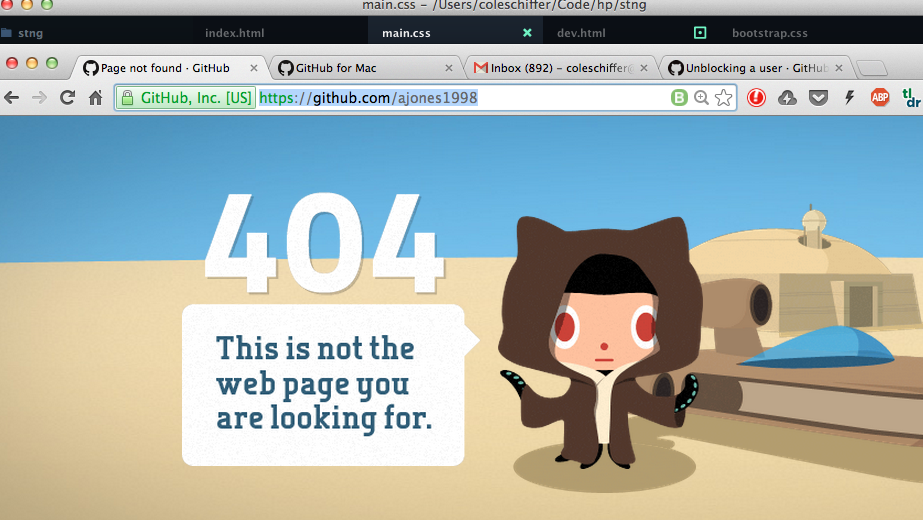 main.css - /Users/coleschiffer/Code/hp/stng
stng
index.html
main.css
dev.html
bootstrap.css
Page not found · GitHub
GitHub for Mac
Inbox (892) - coleschiffer@
Unblocking a user · GitHub
GitHub, Inc. [US]
https://github.com/ajones1998
B
ABP
tl
dr
404
This is not the
web page you
are looking for.